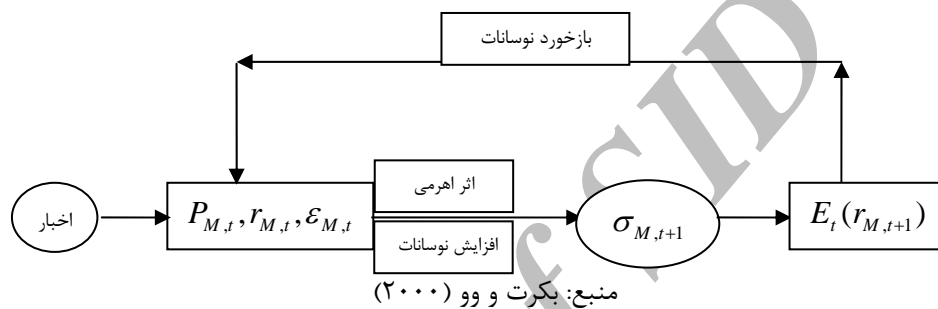 بازخورد نوسانات
اثر اهرمی
اخبار
P_{M,t}, r_{M,t}, ε_{M,t}
σ_{M,t+1}
E_t(r_{M,t+1})
افزایش نوسانات
منبع: بکرت و وو (۲۰۰۰)
f SID